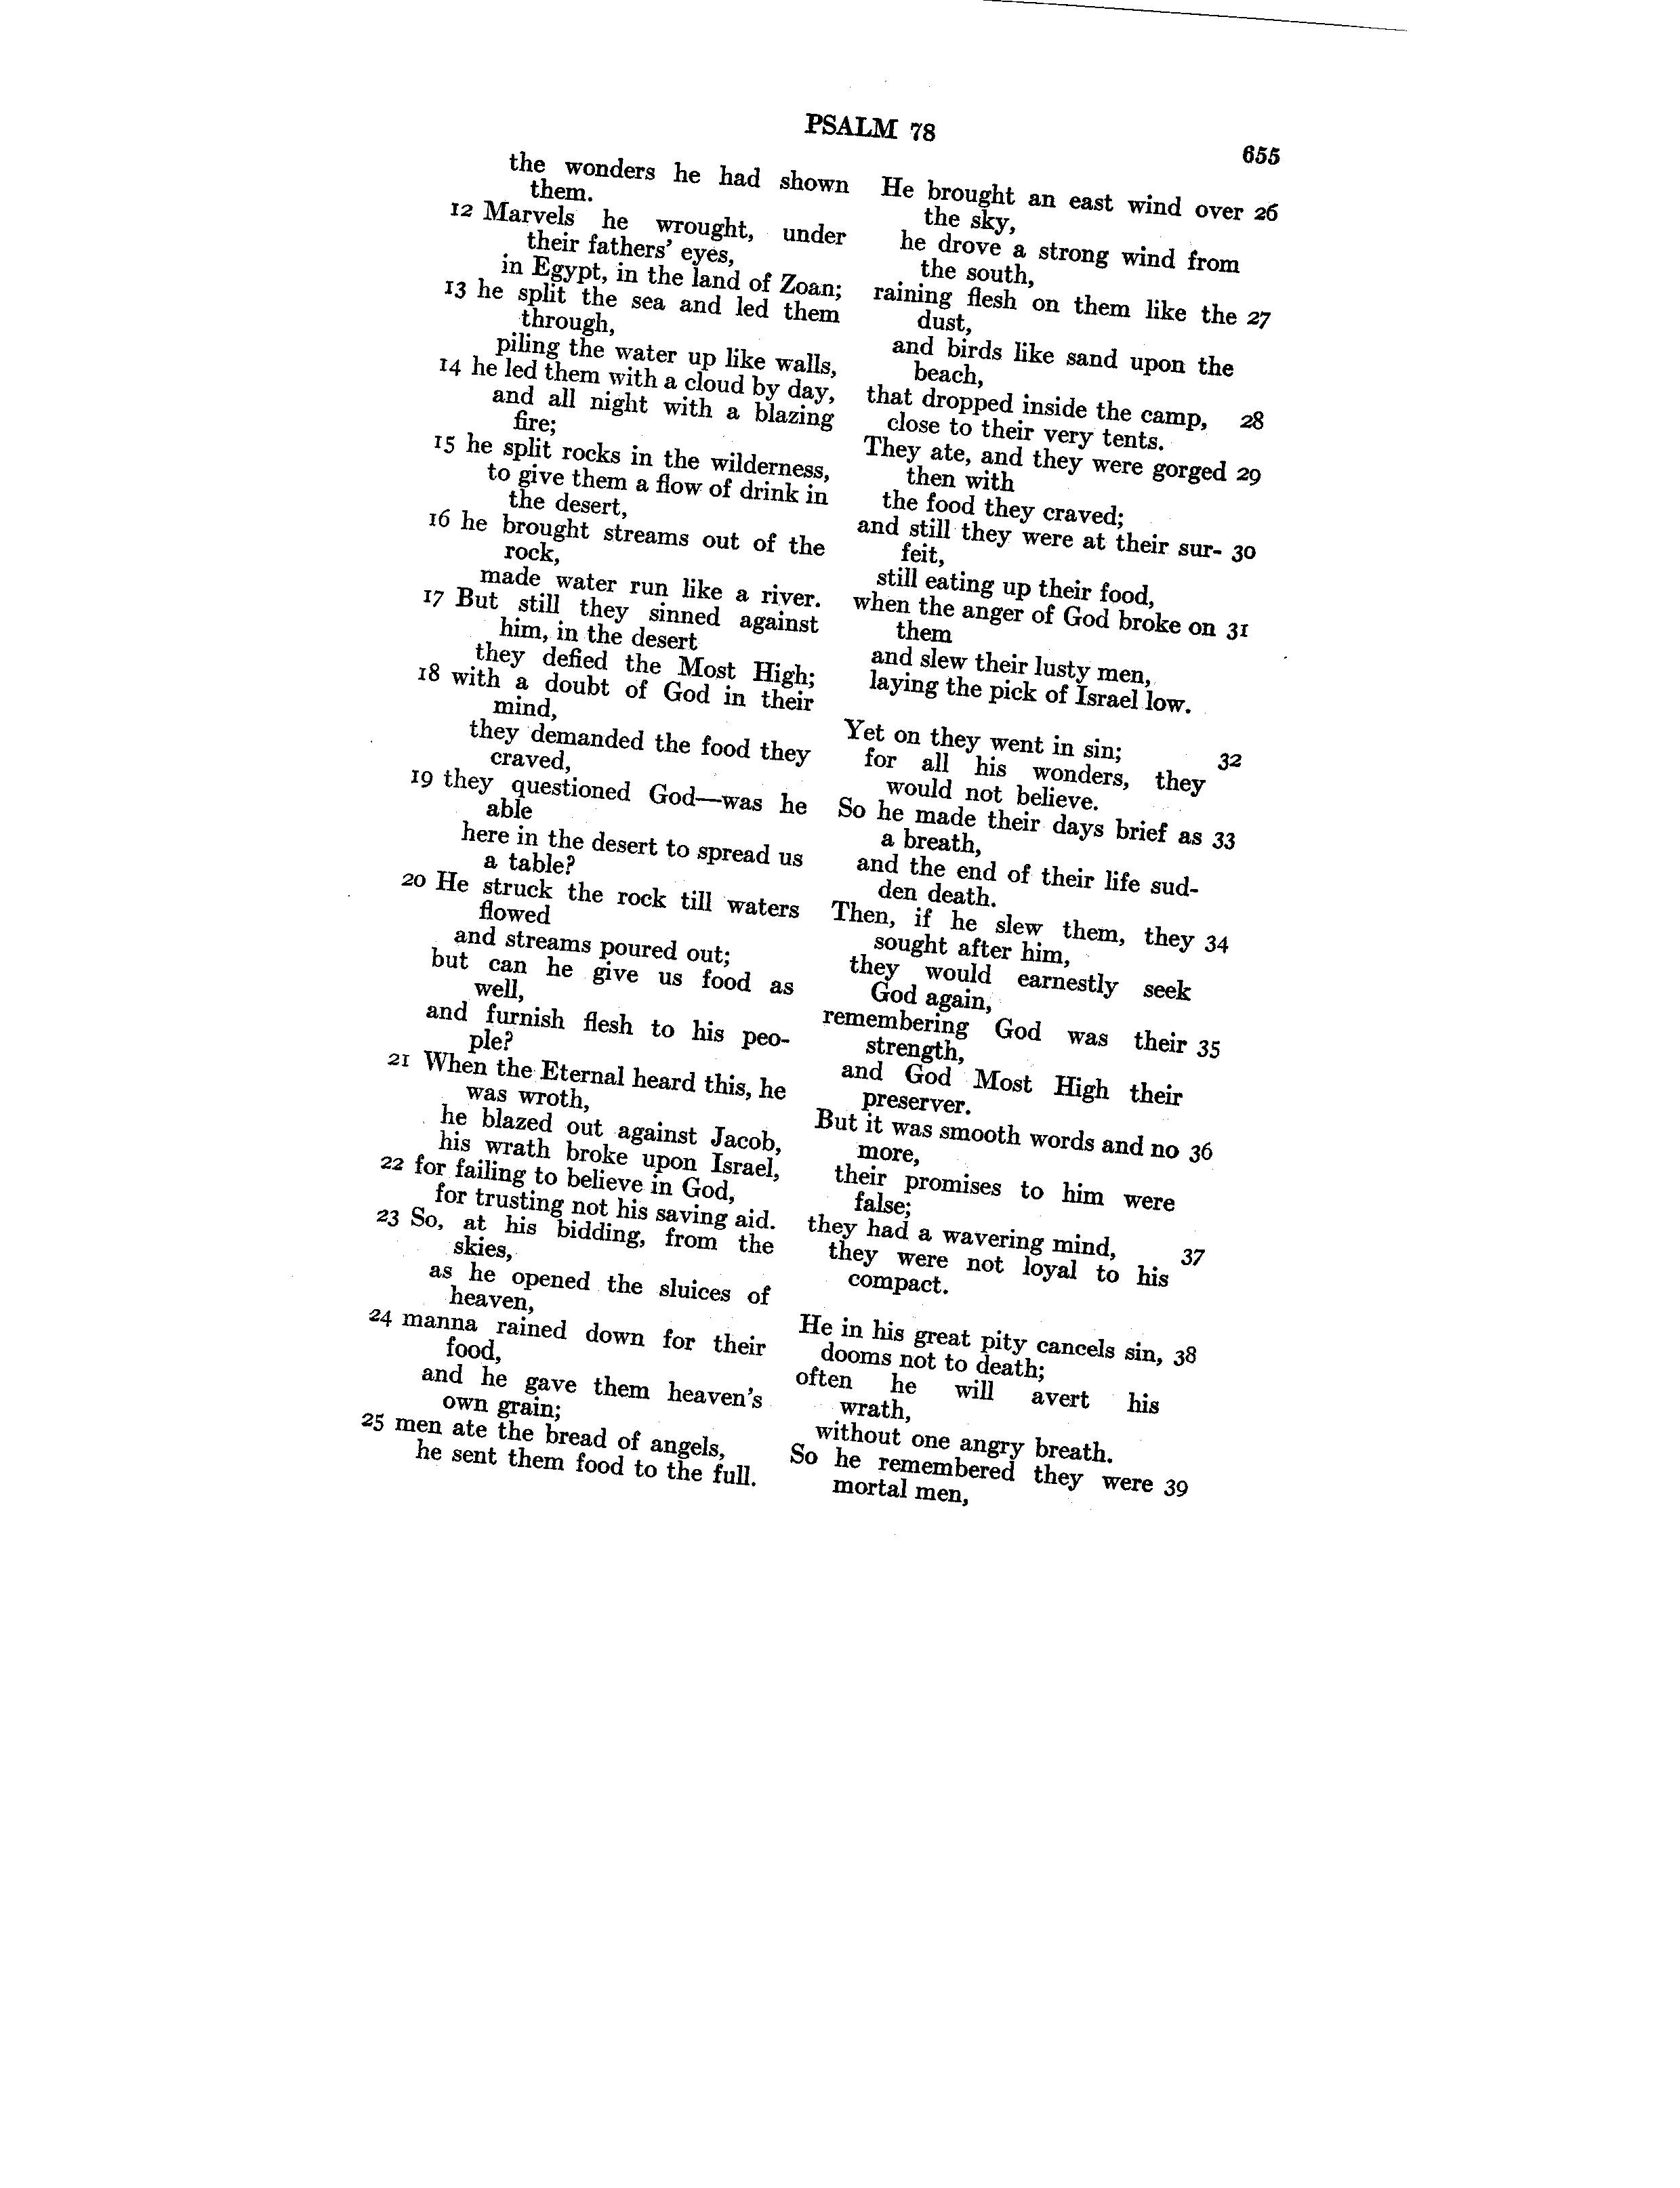 PSALM 78
655
the wonders he had shown
them.
12 Marvels he wrought, under
their fathers' eyes,
in Egypt, in the land of Zoan;
13 he split the sea and led them
through,
piling the water up like walls,
14 he led them with a cloud by day,
and all night with a blazing
fire;
15 he split rocks in the wilderness,
to give them a flow of drink in
the desert,
16 he brought streams out of the
rock,
made water run like a river.
17 But still they sinned against
him, in the desert
they defied the Most High;
18 with a doubt of God in their
mind,
they demanded the food they
craved,
19 they questioned God—was he
able
here in the desert to spread us
a table?
20 He struck the rock till waters
flowed
and streams poured out;
but can he give us food as
well,
and furnish flesh to his peo-
ple?
21 When the Eternal heard this, he
was wroth,
he blazed out against Jacob,
his wrath broke upon Israel,
22 for failing to believe in God,
for trusting not his saving aid.
23 So, at his bidding, from the
skies,
as he opened the sluices of
heaven,
24 manna rained down for their
food,
and he gave them heaven's
own grain;
25 men ate the bread of angels,
he sent them food to the full.
He brought an east wind over 26
the sky,
he drove a strong wind from
the south,
raining flesh on them like the 27
dust,
and birds like sand upon the
beach,
that dropped inside the camp, 28
close to their very tents.
They ate, and they were gorged 29
then with
the food they craved;
and still they were at their sur- 30
feit,
still eating up their food,
when the anger of God broke on 31
them
and slew their lusty men,
laying the pick of Israel low.
Yet on they went in sin; 32
for all his wonders, they
would not believe.
So he made their days brief as 33
a breath,
and the end of their life sud-
den death.
Then, if he slew them, they 34
sought after him,
they would earnestly seek
God again,
remembering God was their 35
strength,
and God Most High their
preserver.
But it was smooth words and no 36
more,
their promises to him were
false;
they had a wavering mind, 37
they were not loyal to his
compact.
He in his great pity cancels sin, 38
dooms not to death;
often he will avert his
wrath,
without one angry breath.
So he remembered they were 39
mortal men,